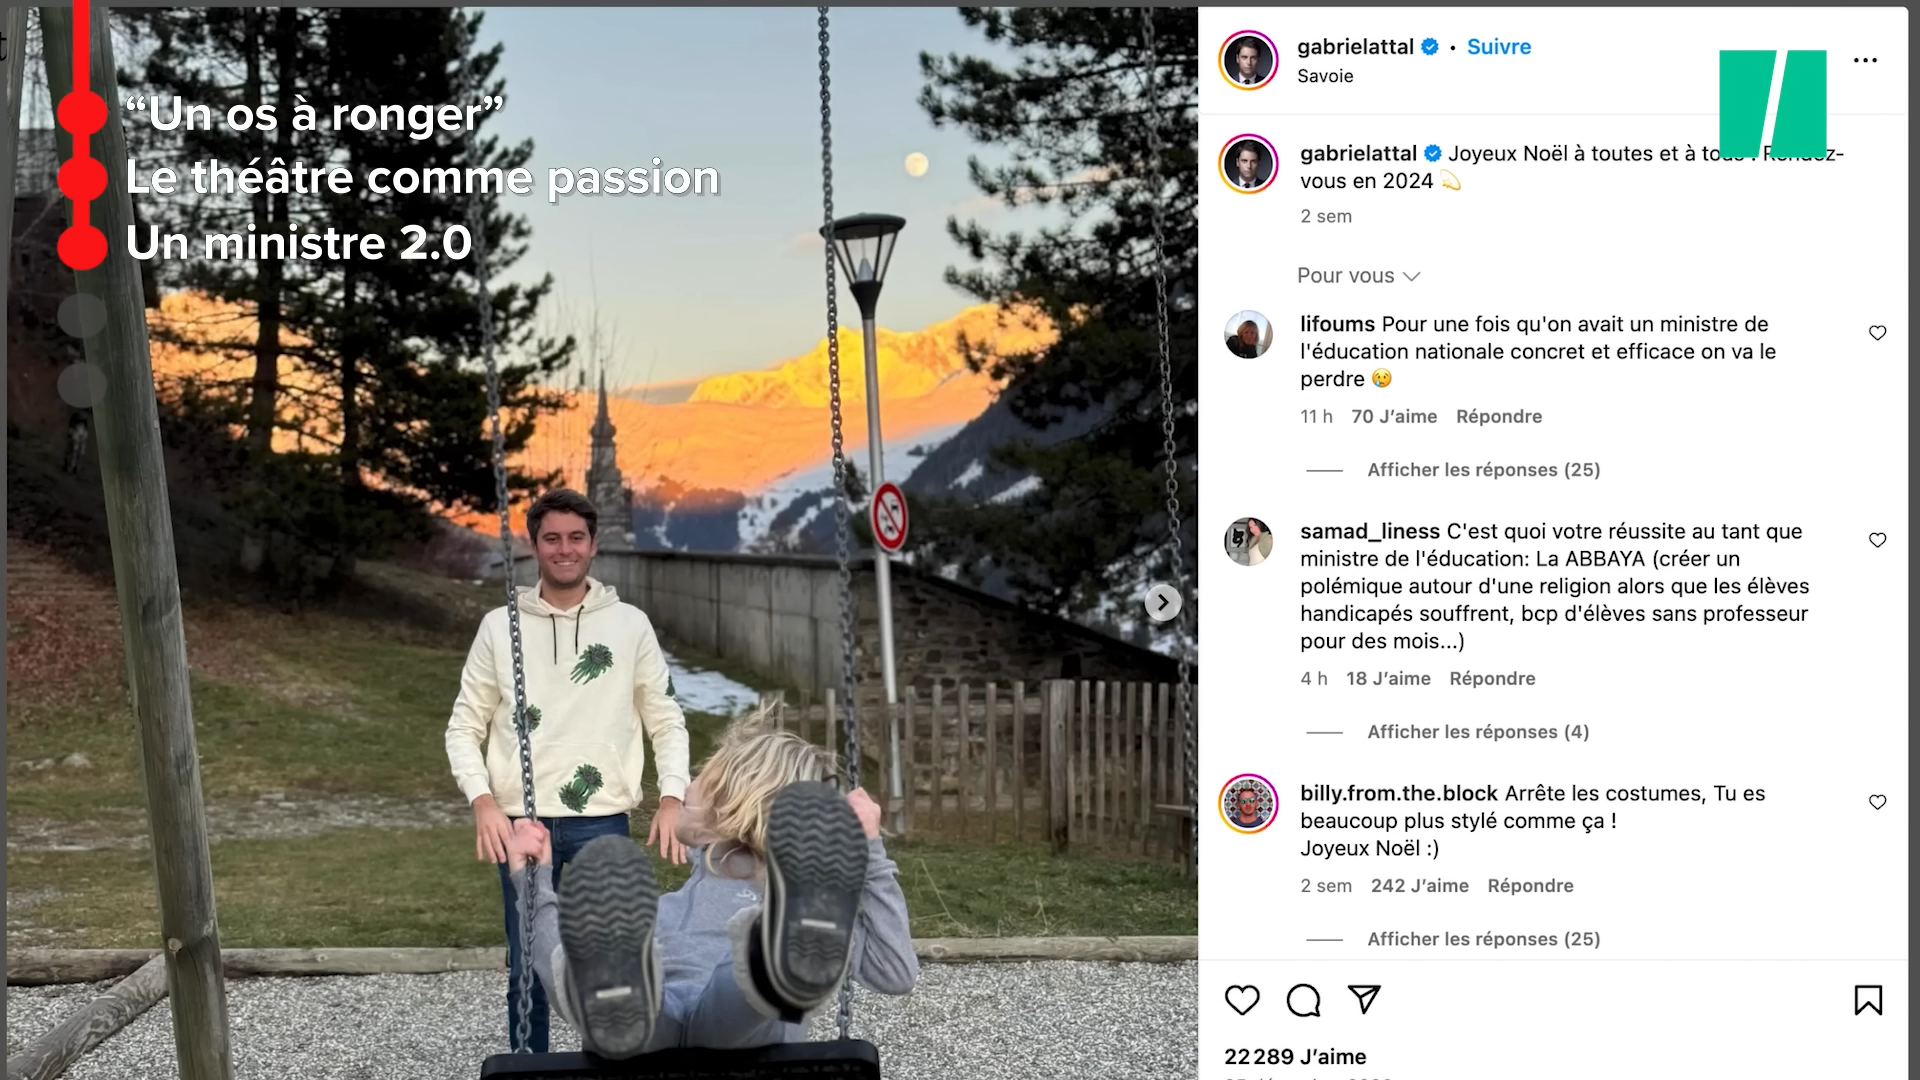 “Un os à ronger”
Le théâtre comme passion
Un ministre 2.0
gabrielattal • Suivre
Savoie
gabrielattal Joyeux Noël à toutes et à tous ! Rendez-
vous en 2024 💫
2 sem
Pour vous
lifoums Pour une fois qu'on avait un ministre de
l'éducation nationale concret et efficace on va le
perdre 😢
11 h 70 J’aime Répondre
Afficher les réponses (25)
samad_liness C'est quoi votre réussite au tant que
ministre de l'éducation: La ABBAYA (créer un
polémique autour d'une religion alors que les élèves
handicapés souffrent, bcp d'élèves sans professeur
pour des mois...)
4 h 18 J’aime Répondre
Afficher les réponses (4)
billy.from.the.block Arrête les costumes, Tu es
beaucoup plus stylé comme ça !
Joyeux Noël :)
2 sem 242 J’aime Répondre
Afficher les réponses (25)
22 289 J’aime